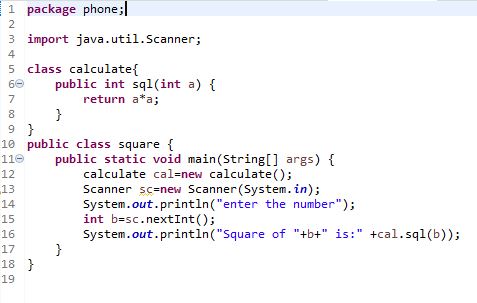 1 package phone;
2
3 import java.util.Scanner;
4
5 class calculate{
6 public int sql(int a) {
7 return a*a;
8 }
9 }
10 public class square {
11 public static void main(String[] args) {
12 calculate cal=new calculate();
13 Scanner sc=new Scanner(System.in);
14 System.out.println("enter the number");
15 int b=sc.nextInt();
16 System.out.println("Square of "+b+" is:" +cal.sql(b));
17 }
18 }
19